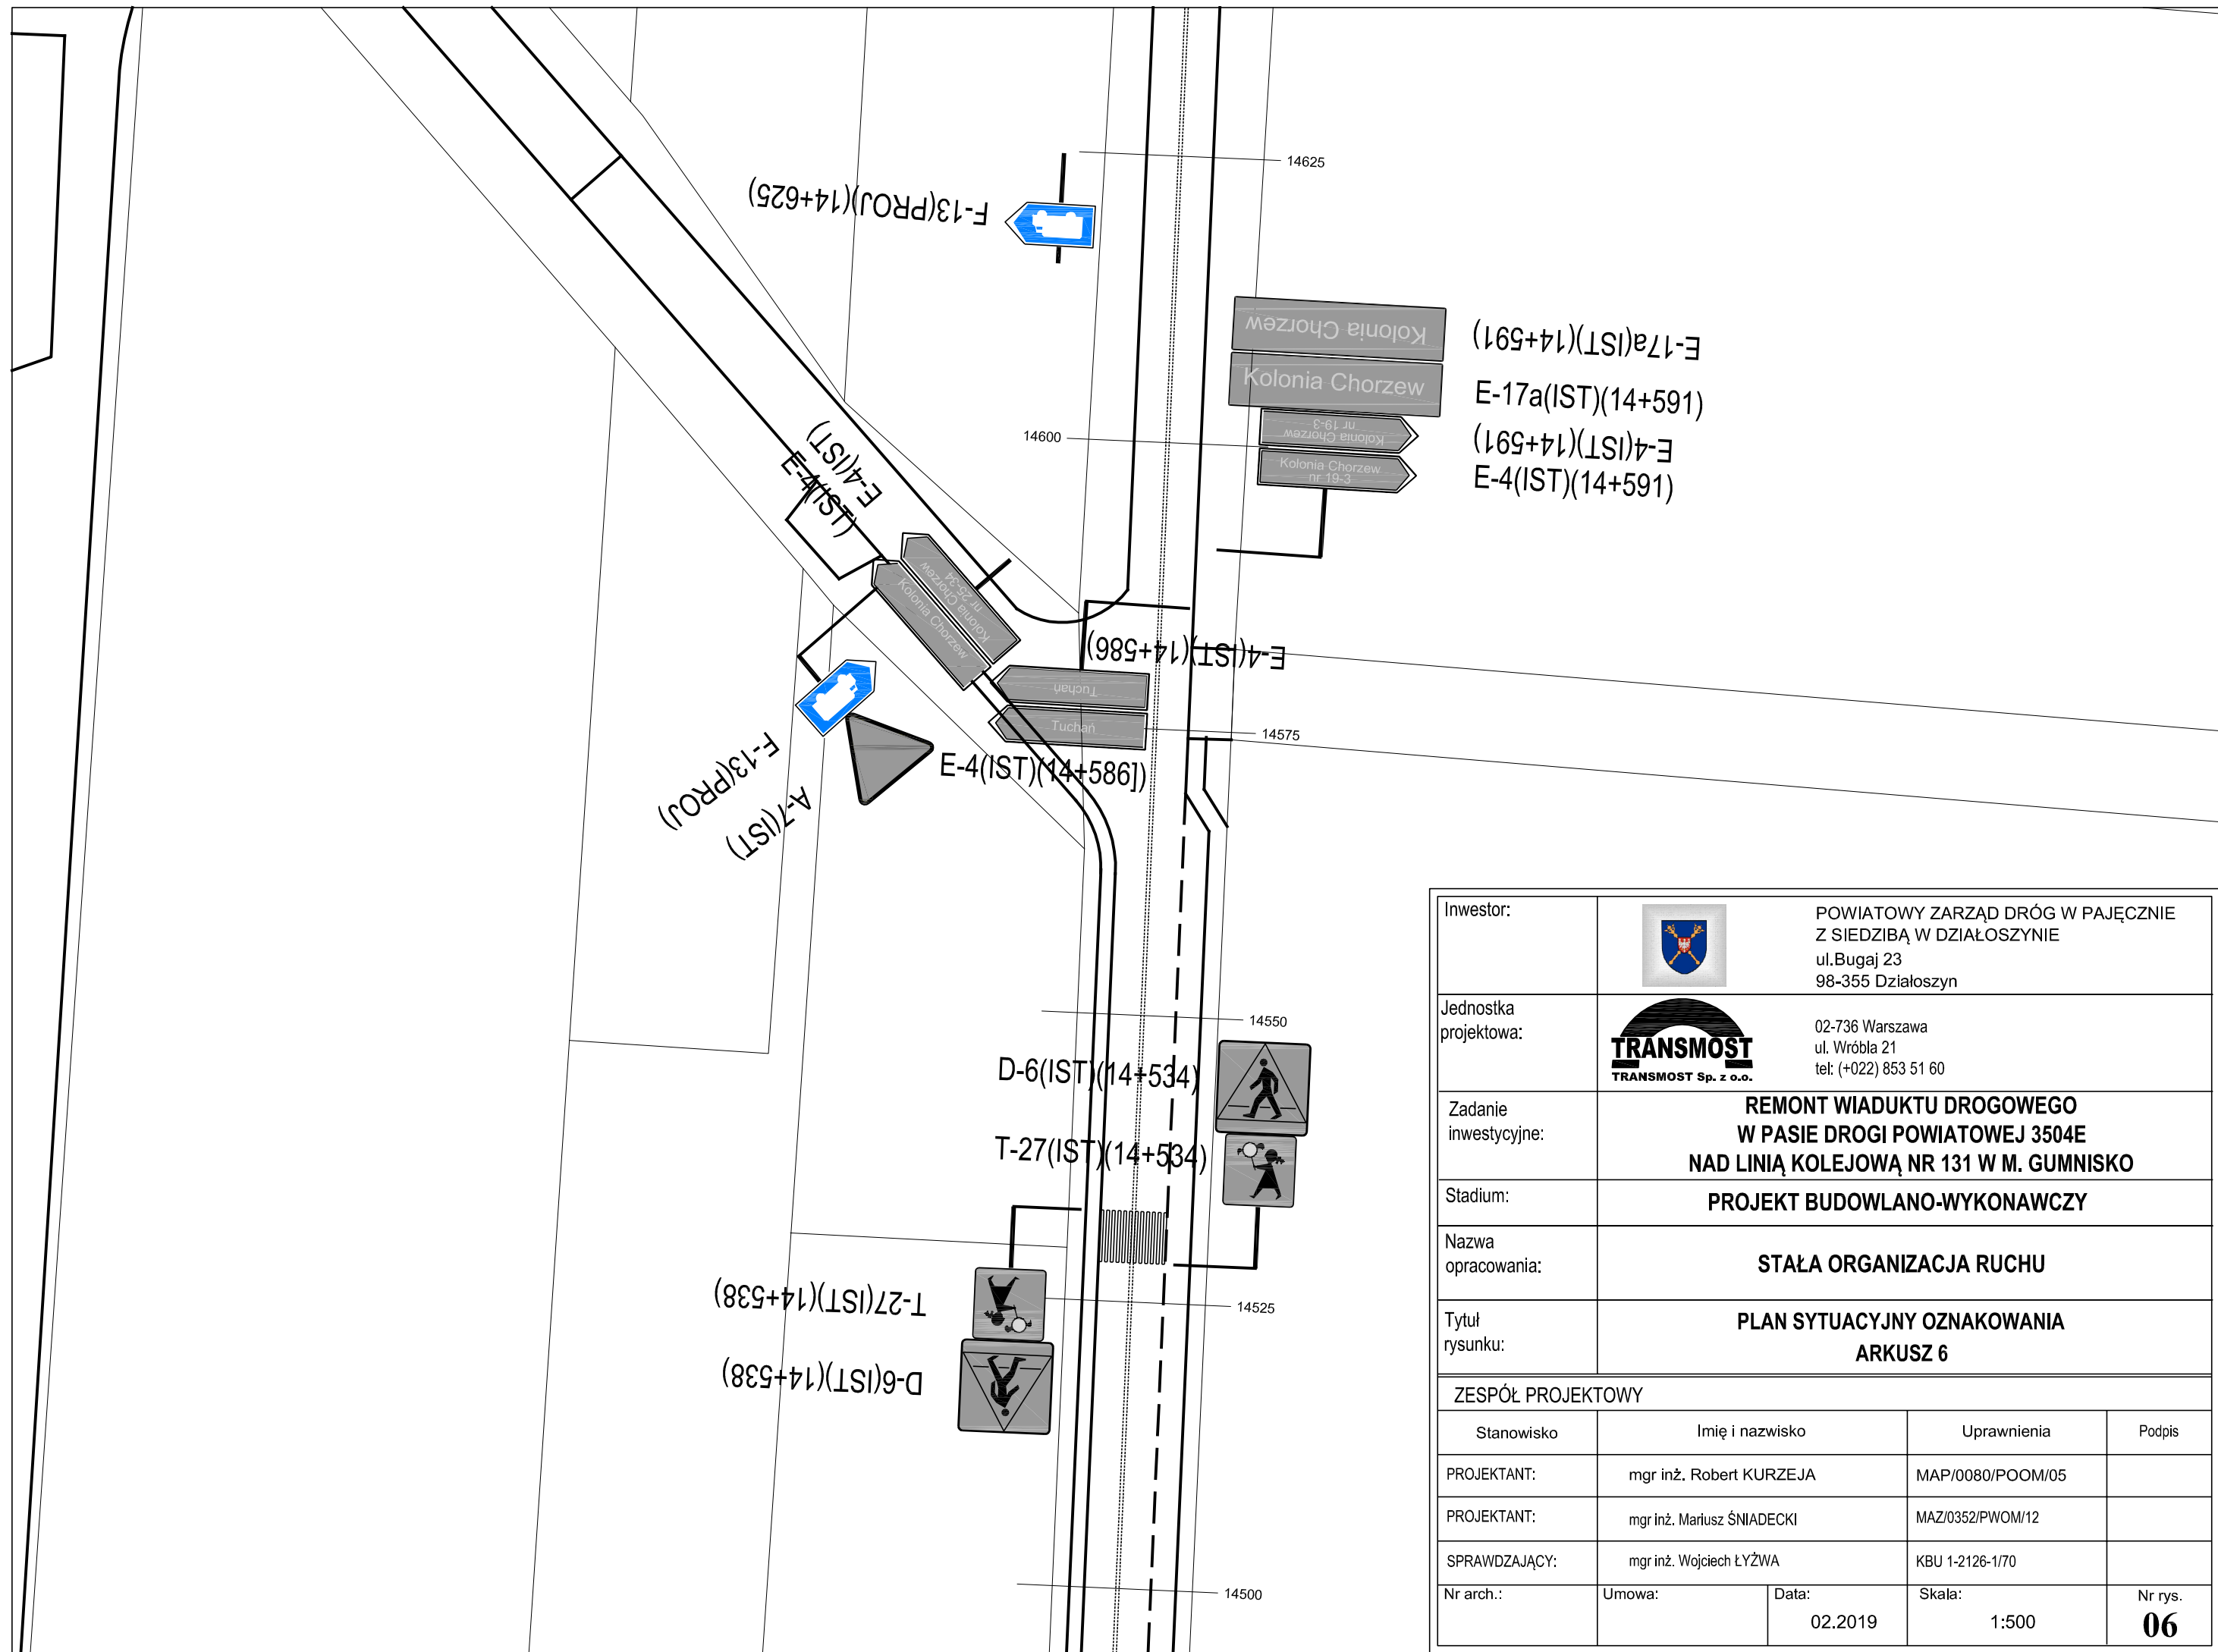 14625
F-13(PROJ)(14+625)
Kolonia Chorzew
E-17a(IST)(14+591)
Kolonia Chorzew
E-17a(IST)(14+591)
Kolonia Chorzew
nr 19-3
E-4(IST)(14+591)
Kolonia Chorzew
nr 19-3
E-4(IST)(14+591)
14600
E-4(IST)
E-4(IST)
Kolonia Chorzew
nr 25-34
Kolonia Chorzew
E-4(IST)(14+586)
Tuchań
Tuchań
14575
E-4(IST)(14+586])
F-13(PROJ)
A-7(IST)
14550
D-6(IST)(14+534)
T-27(IST)(14+534)
T-27(IST)(14+538)
14525
D-6(IST)(14+538)
14500
Inwestor:
POWIATOWY ZARZĄD DRÓG W PAJĘCZNIE
Z SIEDZIBĄ W DZIAŁOSZYNIE
ul.Bugaj 23
98-355 Działoszyn
Jednostka
projektowa:
TRANSMOST
TRANSMOST Sp. z o.o.
02-736 Warszawa
ul. Wróbla 21
tel: (+022) 853 51 60
Zadanie
inwestycyjne:
REMONT WIADUKTU DROGOWEGO
W PASIE DROGI POWIATOWEJ 3504E
NAD LINIĄ KOLEJOWĄ NR 131 W M. GUMNISKO
Stadium:
PROJEKT BUDOWLANO-WYKONAWCZY
Nazwa
opracowania:
STAŁA ORGANIZACJA RUCHU
Tytuł
rysunku:
PLAN SYTUACYJNY OZNAKOWANIA
ARKUSZ 6
ZESPÓŁ PROJEKTOWY
Stanowisko Imię i nazwisko Uprawnienia Podpis
PROJEKTANT: mgr inż. Robert KURZEJA MAP/0080/POOM/05
PROJEKTANT: mgr inż. Mariusz ŚNIADECKI MAZ/0352/PWOM/12
SPRAWDZAJĄCY: mgr inż. Wojciech ŁYŻWA KBU 1-2126-1/70
Nr arch.: Umowa: Data: Skala: Nr rys.
02.2019 1:500 06